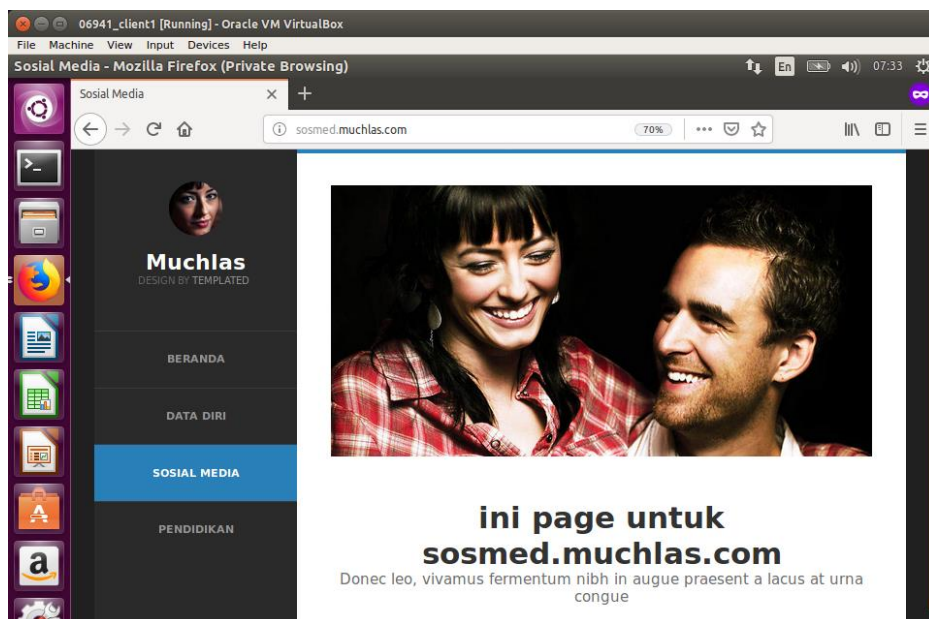 06941_client1 [Running] - Oracle VM VirtualBox
File Machine View Input Devices Help
Sosial Media - Mozilla Firefox (Private Browsing)
En
07:33
Sosial Media
sosmed.muchlas.com
70%
Muchlas
DESIGN BY TEMPLATED
BERANDA
DATA DIRI
SOSIAL MEDIA
PENDIDIKAN
ini page untuk
sosmed.muchlas.com
Donec leo, vivamus fermentum nibh in augue praesent a lacus at urna
congue